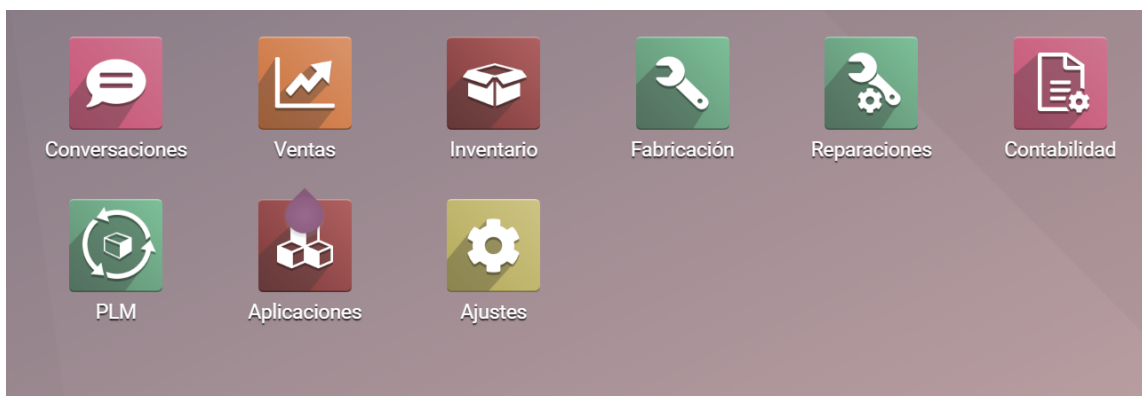 Conversaciones
Ventas
Inventario
Fabricación
Reparaciones
Contabilidad
PLM
Aplicaciones
Ajustes